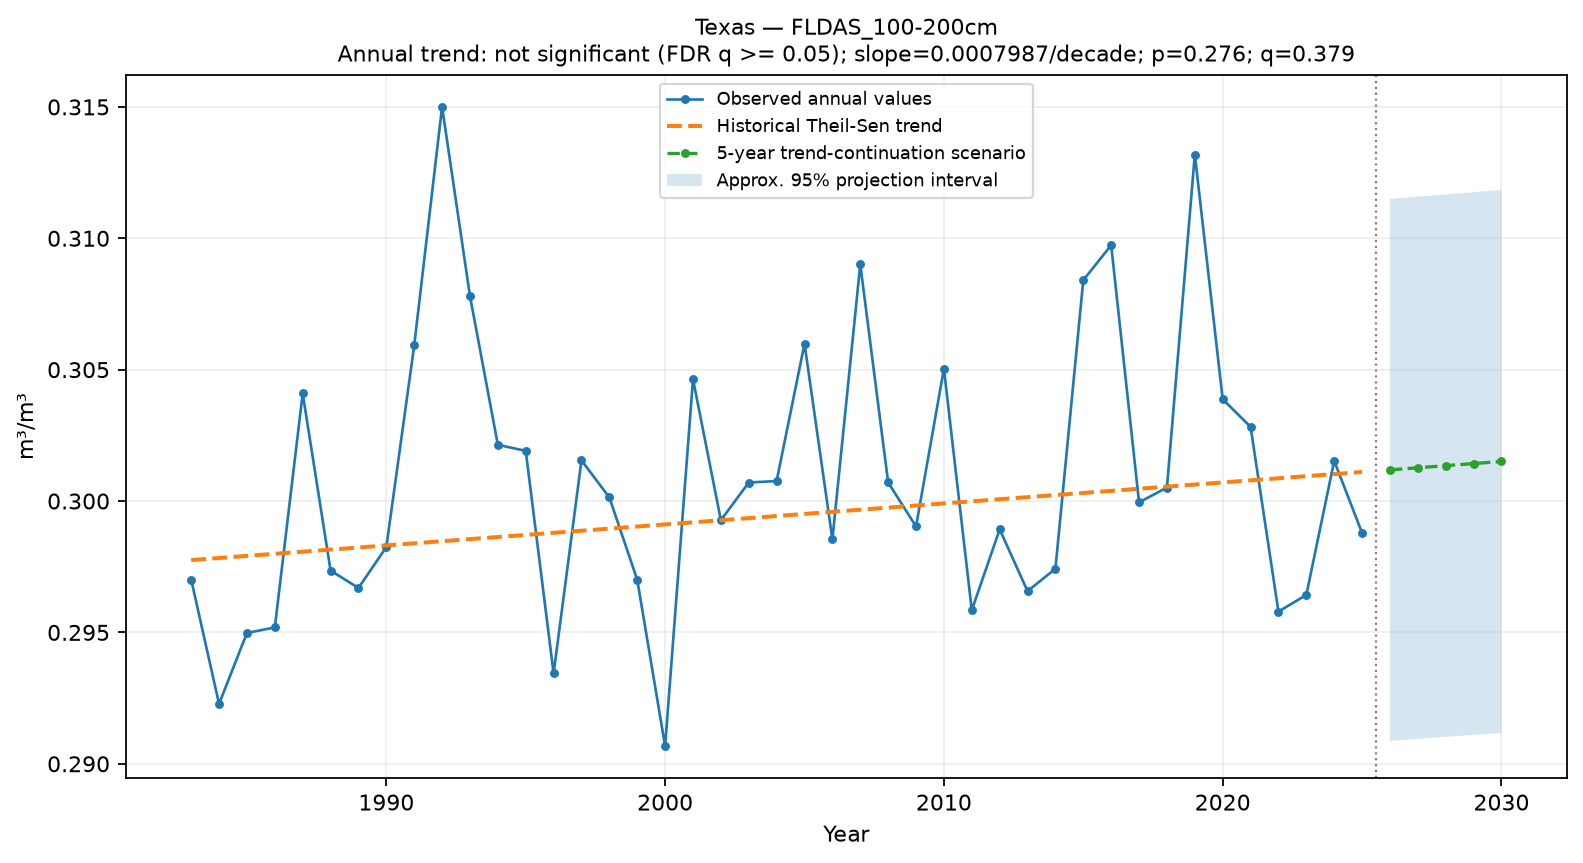 Texas — FLDAS_100-200cm
Annual trend: not significant (FDR q >= 0.05); slope=0.0007987/decade; p=0.276; q=0.379
Observed annual values
Historical Theil-Sen trend
5-year trend-continuation scenario
Approx. 95% projection interval
0.315
0.310
0.305
0.300
0.295
0.290
m³/m³
1990
2000
2010
2020
2030
Year